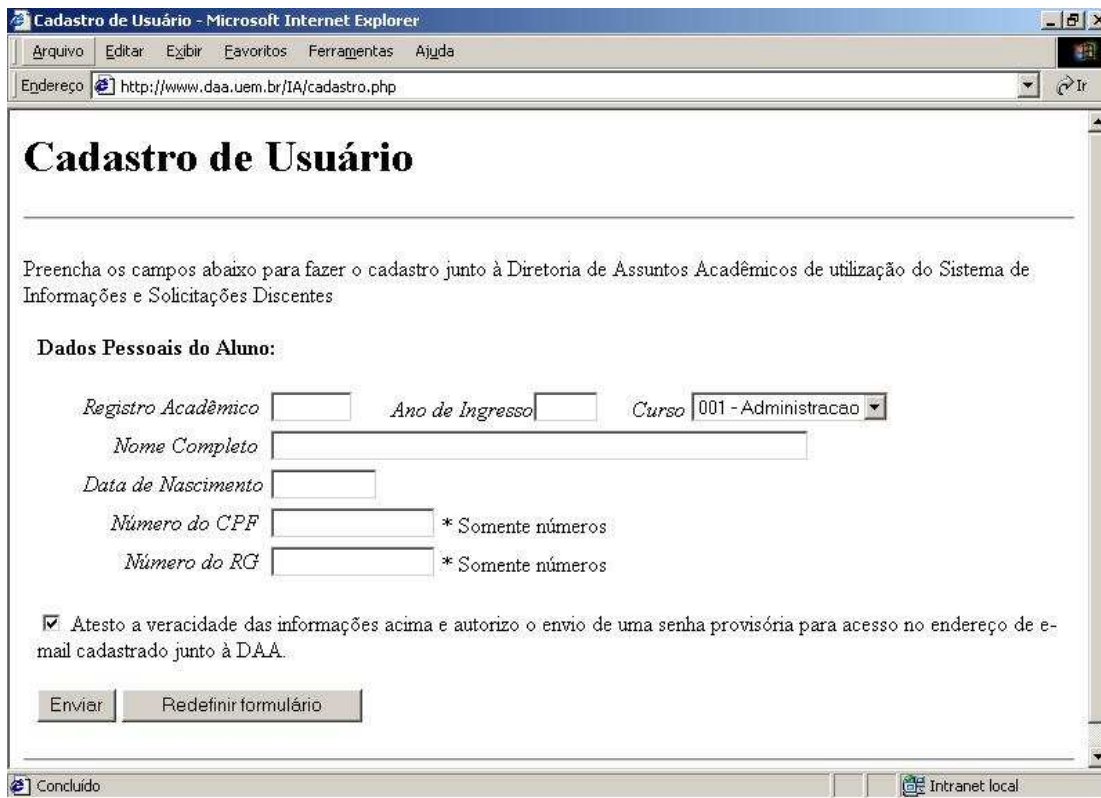 Cadastro de Usuário - Microsoft Internet Explorer
Arquivo Editar Exibir Favoritos Ferramentas Ajuda
Endereço http://www.daa.uem.br/IA/cadastro.php Ir
Cadastro de Usuário
Preencha os campos abaixo para fazer o cadastro junto à Diretoria de Assuntos Acadêmicos de utilização do Sistema de
Informações e Solicitações Discentes
Dados Pessoais do Aluno:
Registro Acadêmico Ano de Ingresso Curso 001 - Administracao
Nome Completo
Data de Nascimento
Número do CPF * Somente números
Número do RG * Somente números
Atesto a veracidade das informações acima e autorizo o envio de uma senha provisória para acesso no endereço de e-
mail cadastrado junto à DAA.
Enviar Redefinir formulário
Concluído Intranet local